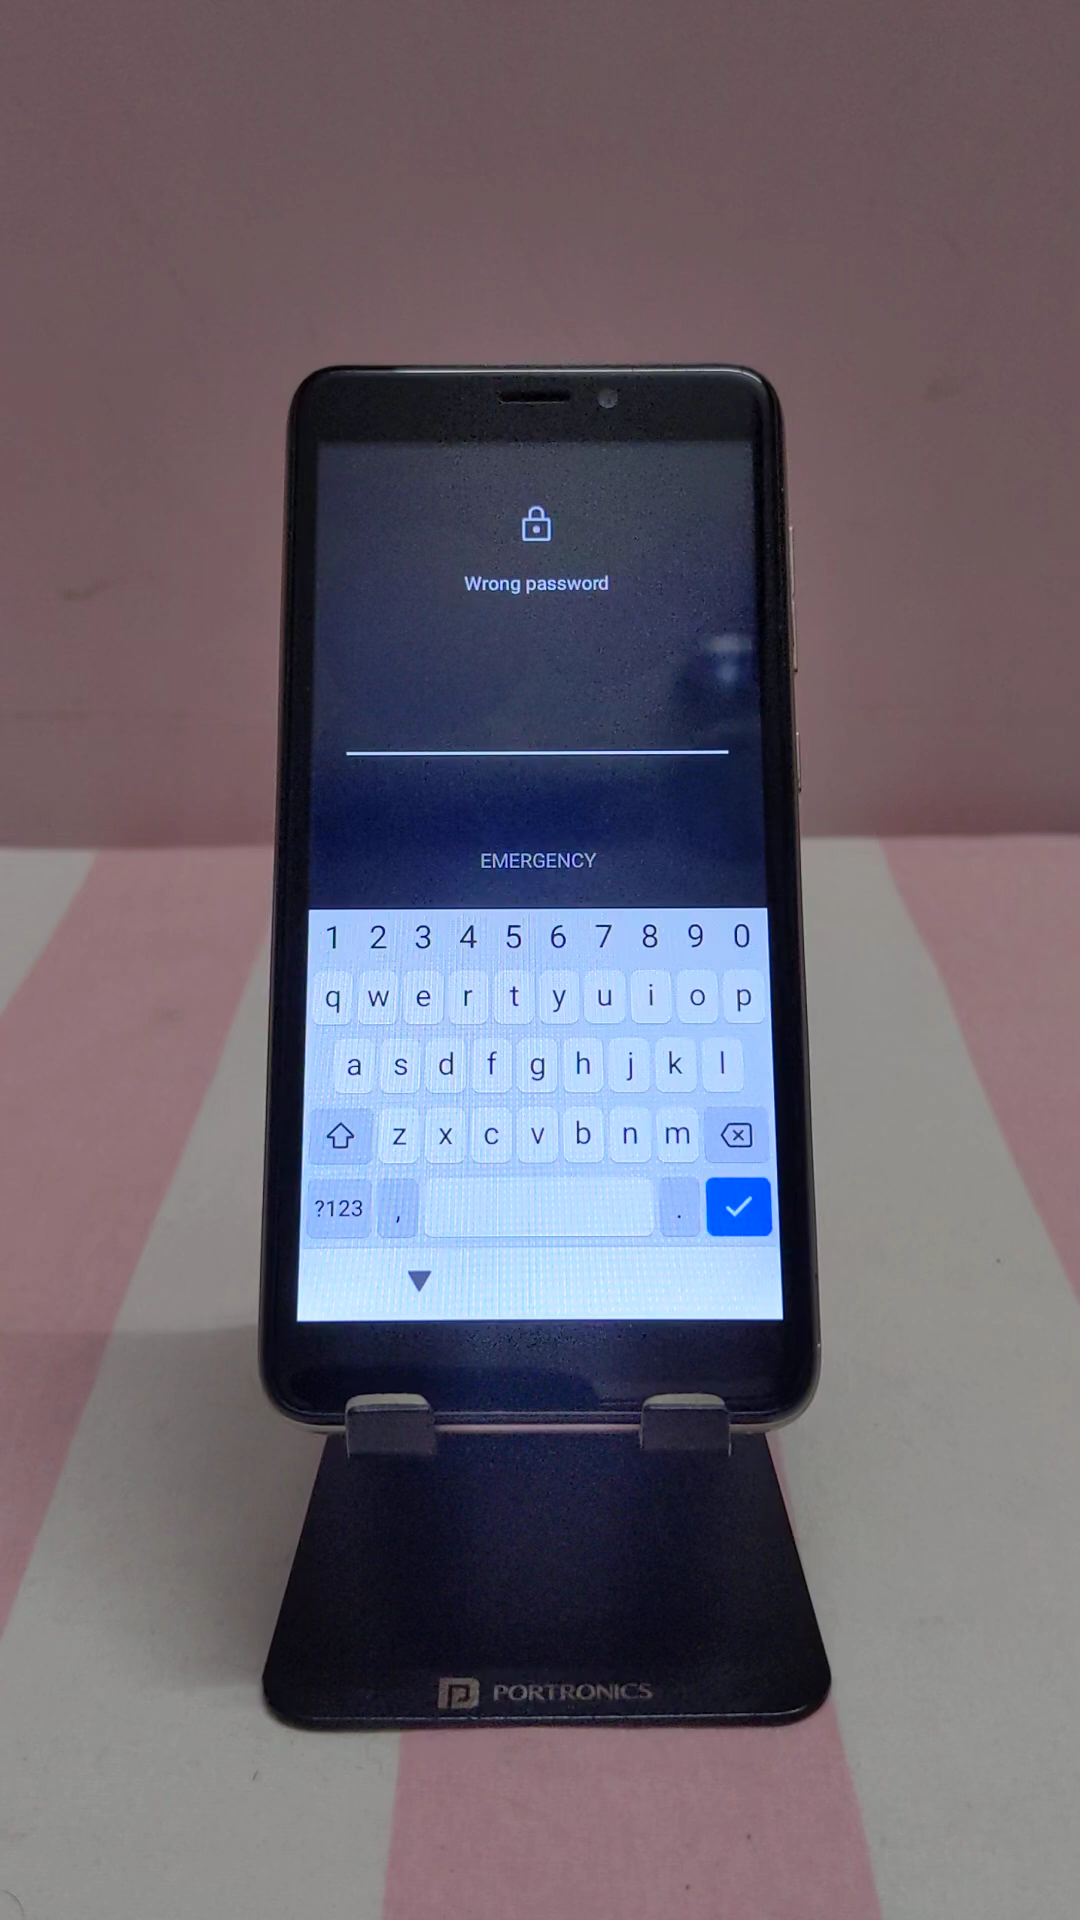 Wrong password
EMERGENCY
1 2 3 4 5 6 7 8 9 0
q w e r t y u i o p
a s d f g h j k l
z x c v b n m
?123 , .
PORTRONICS